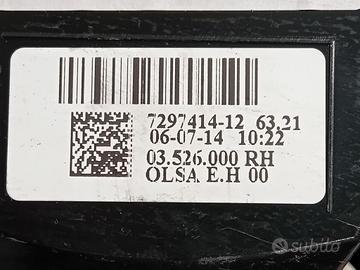 7297414-12 63.21
06-07-14 10:22
03.526.000 RH
OLSA E.H 00
subito